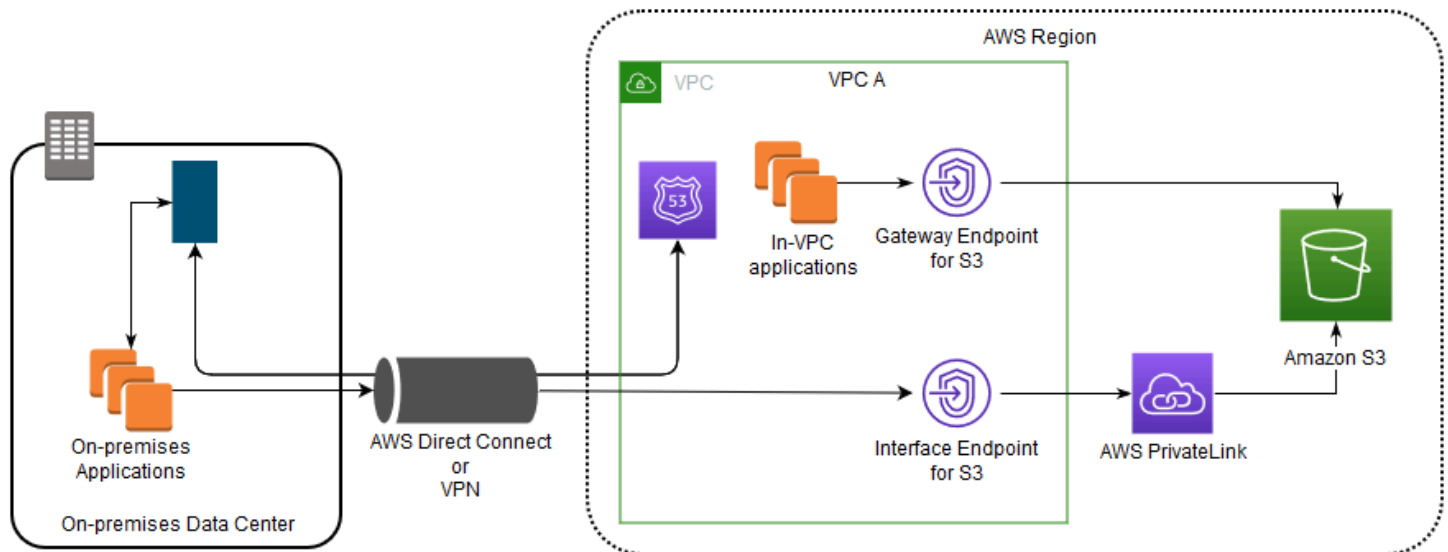 AWS Region
VPC
VPC A
53
In-VPC
applications
Gateway Endpoint
for S3
Amazon S3
On-premises
Applications
AWS Direct Connect
or
VPN
Interface Endpoint
for S3
AWS PrivateLink
On-premises Data Center